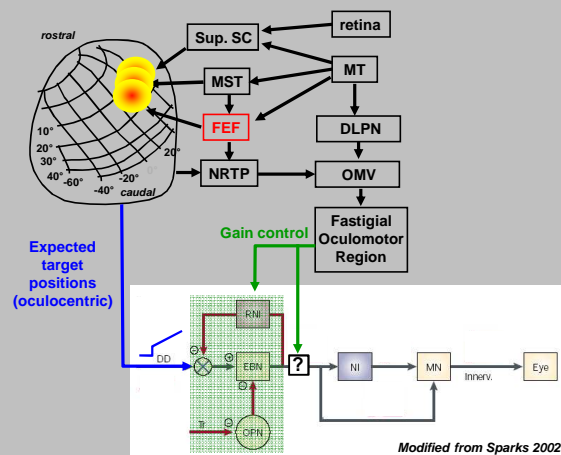 rostral
Sup. SC
retina
MST
MT
FEF
DLPN
NRTP
OMV
10°
20°
30°
40°
-60°
-40°
-20°
0°
20°
caudal
Fastigial
Oculomotor
Region
Gain control
Expected
target
positions
(oculocentric)
RNI
DD
EBN
?
NI
MN
Innerv.
Eye
OPN
Modified from Sparks 2002